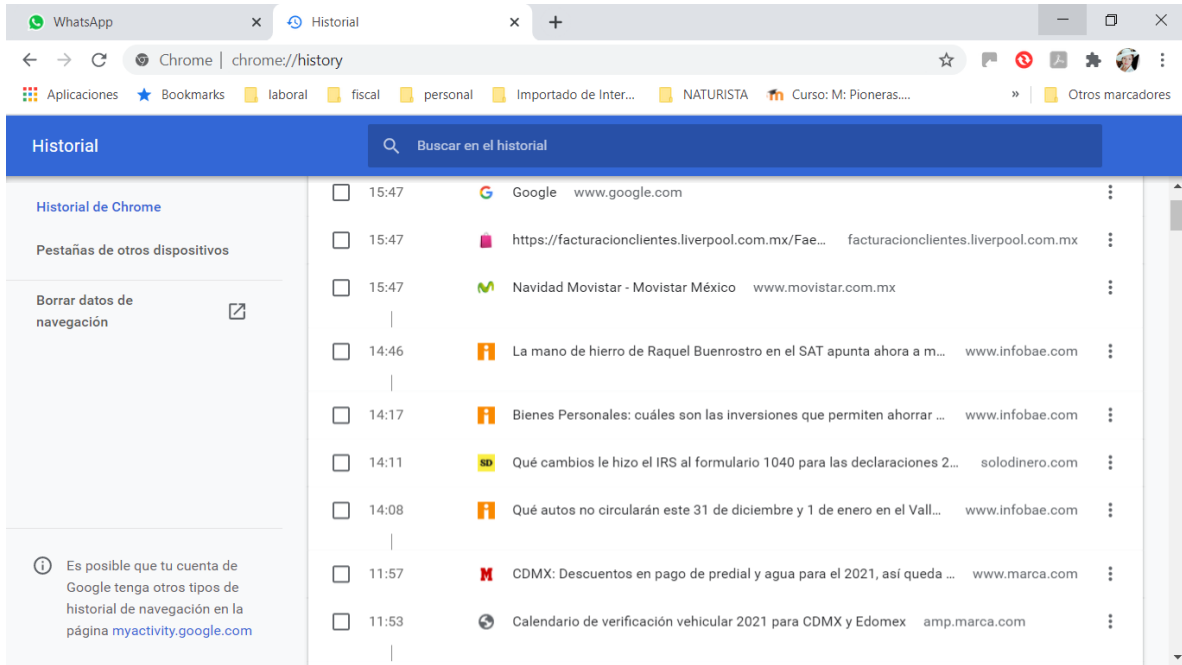 WhatsApp
Historial
Chrome | chrome://history
Aplicaciones
Bookmarks
laboral
fiscal
personal
Importado de Inter...
NATURISTA
Curso: M: Pioneras....
»
Otros marcadores
Historial
Buscar en el historial
Historial de Chrome
Pestañas de otros dispositivos
Borrar datos de
navegación
Es posible que tu cuenta de
Google tenga otros tipos de
historial de navegación en la
página myactivity.google.com
15:47 Google www.google.com
15:47 https://facturacionclientes.liverpool.com.mx/Fae... facturacionclientes.liverpool.com.mx
15:47 Navidad Movistar - Movistar México www.movistar.com.mx
14:46 La mano de hierro de Raquel Buenrostro en el SAT apunta ahora a m... www.infobae.com
14:17 Bienes Personales: cuáles son las inversiones que permiten ahorrar ... www.infobae.com
14:11 SD Qué cambios le hizo el IRS al formulario 1040 para las declaraciones 2... solodinero.com
14:08 Qué autos no circularán este 31 de diciembre y 1 de enero en el Vall... www.infobae.com
11:57 M CDMX: Descuentos en pago de predial y agua para el 2021, así queda ... www.marca.com
11:53 Calendario de verificación vehicular 2021 para CDMX y Edomex amp.marca.com